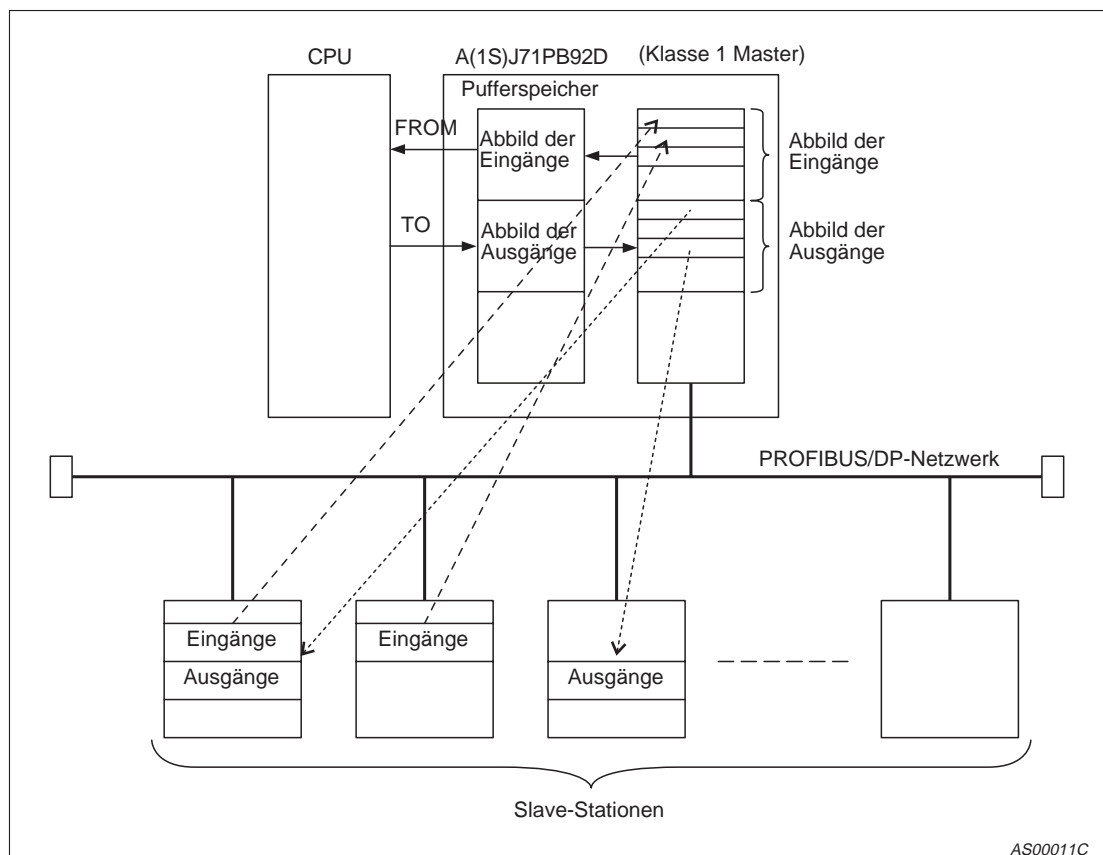 CPU
A(1S)J71PB92D (Klasse 1 Master)
Pufferspeicher
FROM
Abbild der
Eingänge
Abbild der
Eingänge
TO
Abbild der
Ausgänge
Abbild der
Ausgänge
PROFIBUS/DP-Netzwerk
Eingänge
Eingänge
Ausgänge
Ausgänge
Slave-Stationen
AS00011C